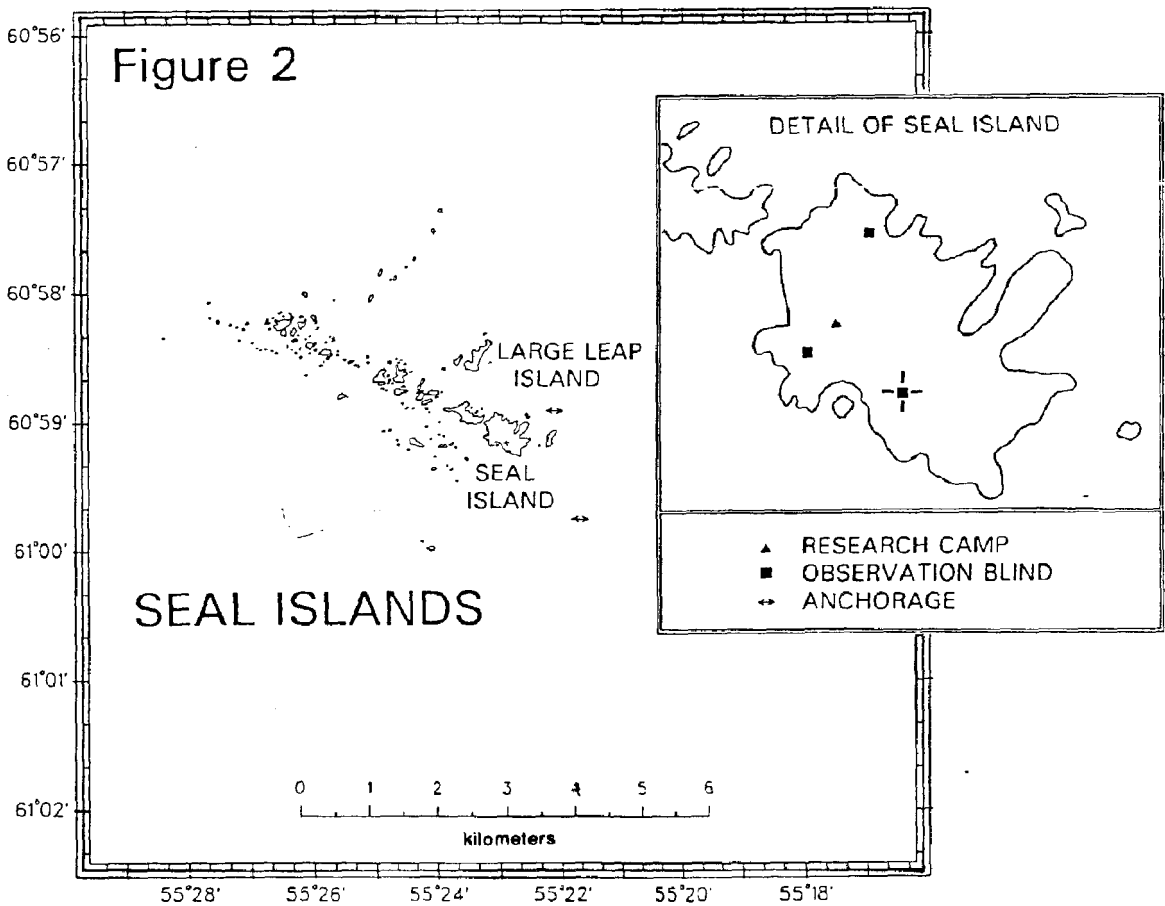 Figure 2
60°56'
60°57'
60°58'
60°59'
61°00'
61°01'
61°02'
LARGE LEAP
ISLAND
SEAL
ISLAND
SEAL ISLANDS
0 1 2 3 4 5 6
kilometers
55°28' 55°26' 55°24' 55°22' 55°20' 55°18'
DETAIL OF SEAL ISLAND
RESEARCH CAMP
OBSERVATION BLIND
ANCHORAGE